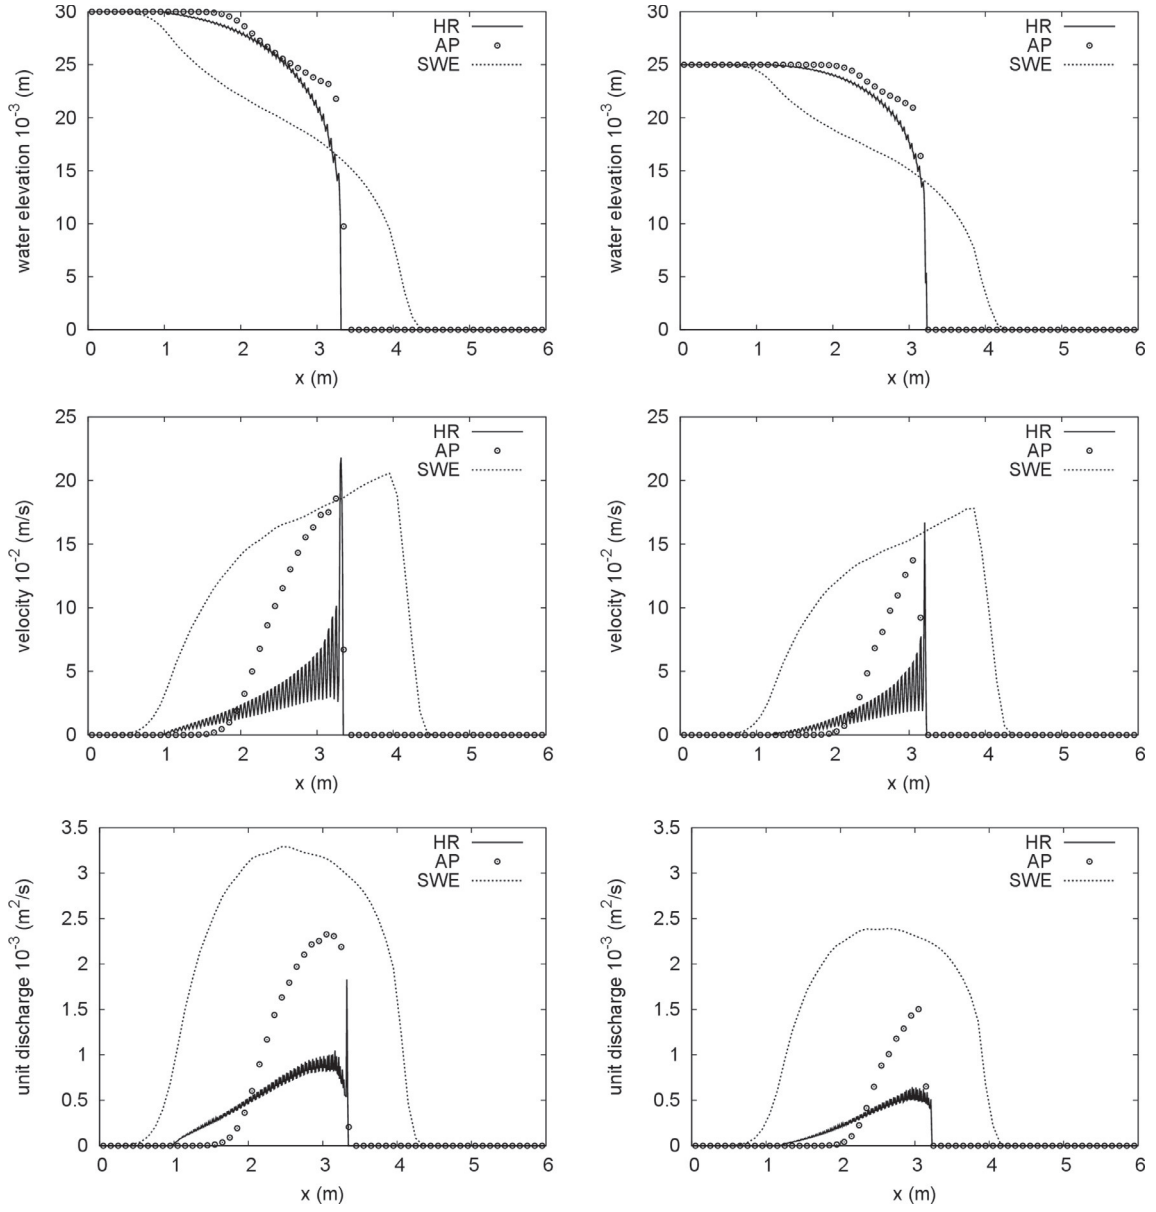 30
25
20
15
10
5
0
water elevation 10⁻³ (m)
HR
AP
SWE
0 1 2 3 4 5 6
x (m)
30
25
20
15
10
5
0
water elevation 10⁻³ (m)
HR
AP
SWE
0 1 2 3 4 5 6
x (m)
25
20
15
10
5
0
velocity 10⁻² (m/s)
HR
AP
SWE
0 1 2 3 4 5 6
x (m)
25
20
15
10
5
0
velocity 10⁻² (m/s)
HR
AP
SWE
0 1 2 3 4 5 6
x (m)
3.5
3
2.5
2
1.5
1
0.5
0
unit discharge 10⁻³ (m²/s)
HR
AP
SWE
0 1 2 3 4 5 6
x (m)
3.5
3
2.5
2
1.5
1
0.5
0
unit discharge 10⁻³ (m²/s)
HR
AP
SWE
0 1 2 3 4 5 6
x (m)